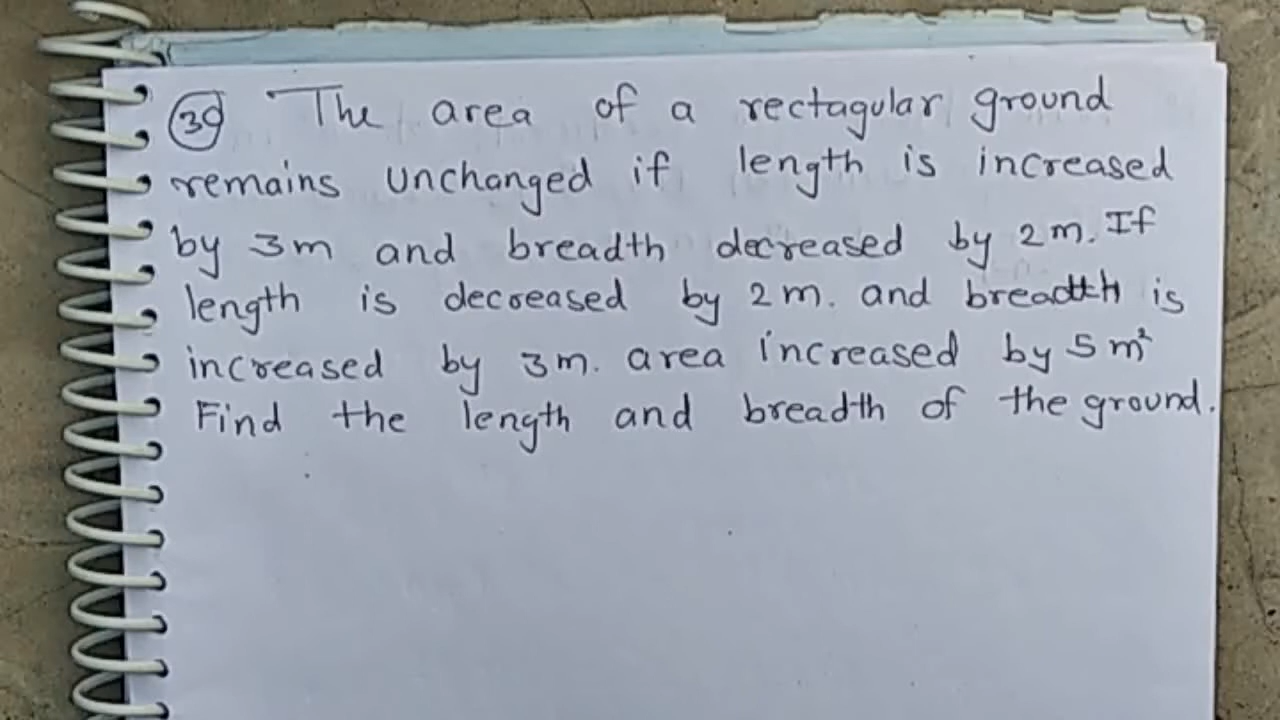 39 The area of a rectagular ground
remains unchanged if length is increased
by 3m and breadth decreased by 2m. If
length is decreased by 2m. and breadth is
increased by 3m. area increased by 5m²
Find the length and breadth of the ground.